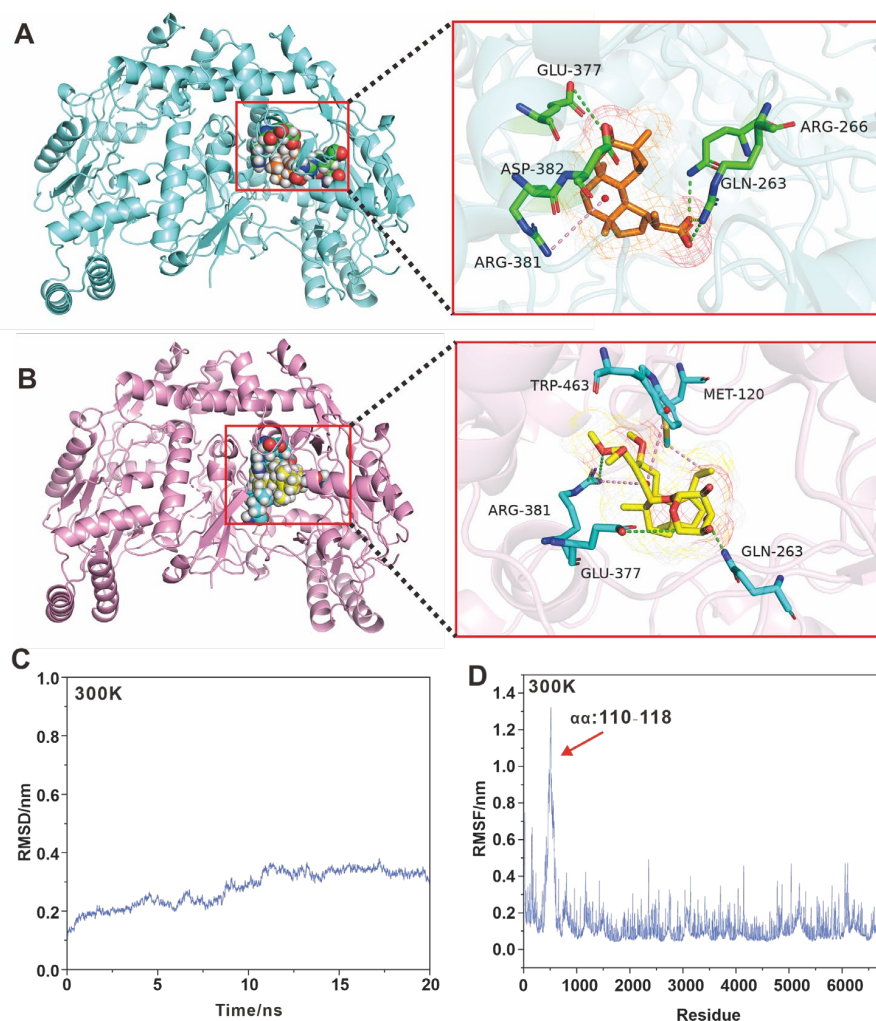 A
GLU-377
ARG-266
ASP-382
GLN-263
ARG-381
B
TRP-463
MET-120
ARG-381
GLN-263
GLU-377
C
300K
1.0
0.8
0.6
0.4
0.2
0.0
RMSD/nm
0 5 10 15 20
Time/ns
D
300K
αα:110-118
1.4
1.2
1.0
0.8
0.6
0.4
0.2
0.0
RMSF/nm
0 1000 2000 3000 4000 5000 6000
Residue